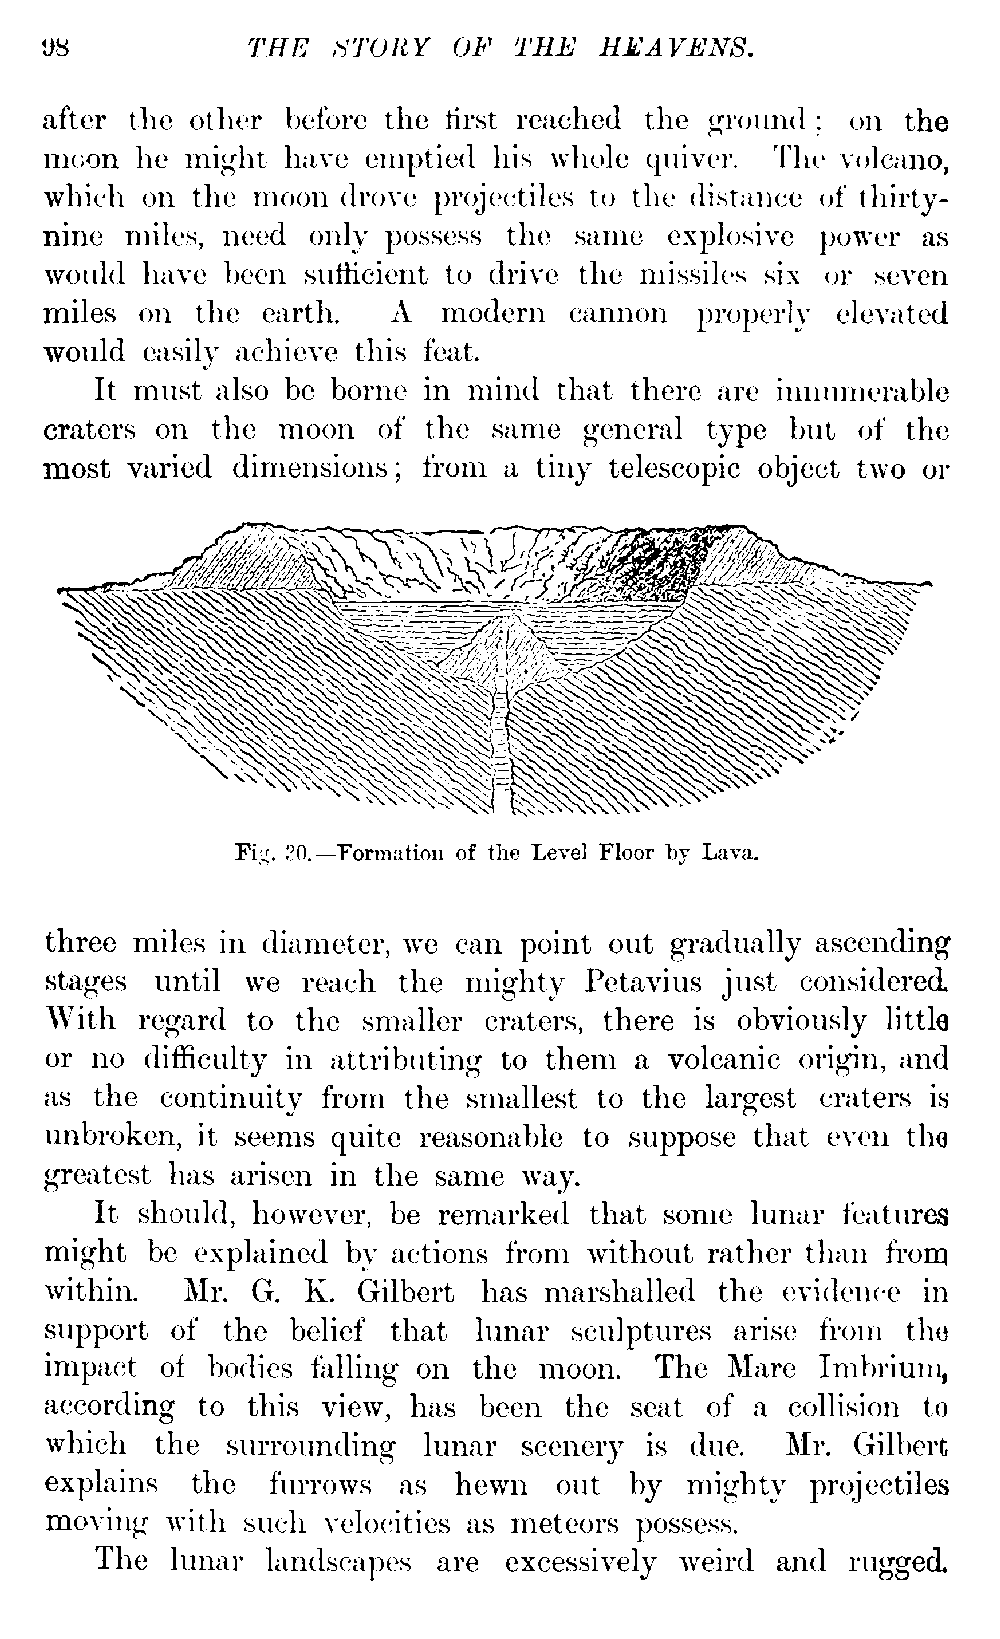 98 THE STORY OF THE HEAVENS.
after the other before the first reached the ground; on the
moon he might have emptied his whole quiver. The volcano,
which on the moon drove projectiles to the distance of thirty-
nine miles, need only possess the same explosive power as
would have been sufficient to drive the missiles six or seven
miles on the earth. A modern cannon properly elevated
would easily achieve this feat.
It must also be borne in mind that there are innumerable
craters on the moon of the same general type but of the
most varied dimensions; from a tiny telescopic object two or
Fig. 30.—Formation of the Level Floor by Lava.
three miles in diameter, we can point out gradually ascending
stages until we reach the mighty Petavius just considered.
With regard to the smaller craters, there is obviously little
or no difficulty in attributing to them a volcanic origin, and
as the continuity from the smallest to the largest craters is
unbroken, it seems quite reasonable to suppose that even the
greatest has arisen in the same way.
It should, however, be remarked that some lunar features
might be explained by actions from without rather than from
within. Mr. G. K. Gilbert has marshalled the evidence in
support of the belief that lunar sculptures arise from the
impact of bodies falling on the moon. The Mare Imbrium,
according to this view, has been the seat of a collision to
which the surrounding lunar scenery is due. Mr. Gilbert
explains the furrows as hewn out by mighty projectiles
moving with such velocities as meteors possess.
The lunar landscapes are excessively weird and rugged.